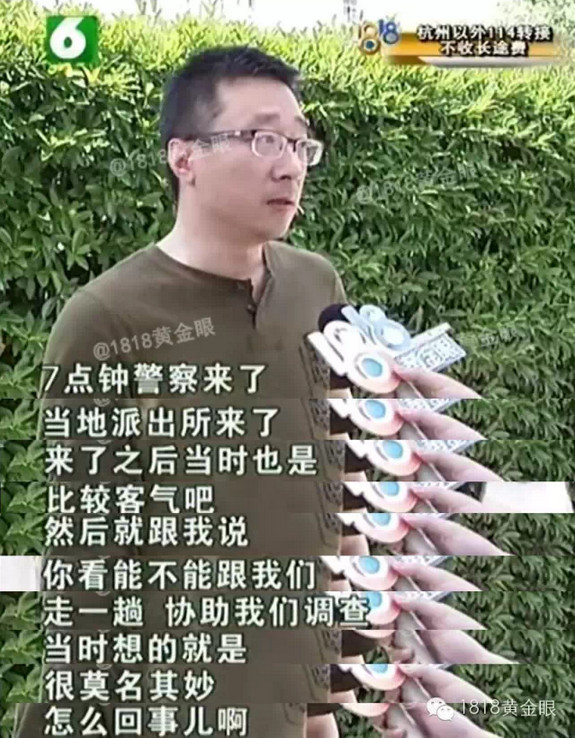 6
818
杭州以外114转接
不收长途费
@1818黄金眼
@1818黄金眼
@1818黄金眼
7点钟警察来了
当地派出所来了
来了之后当时也是
比较客气吧
然后就跟我说
你看能不能跟我们
走一趟 协助我们调查
当时想的就是
很莫名其妙
怎么回事儿啊
1818黄金眼